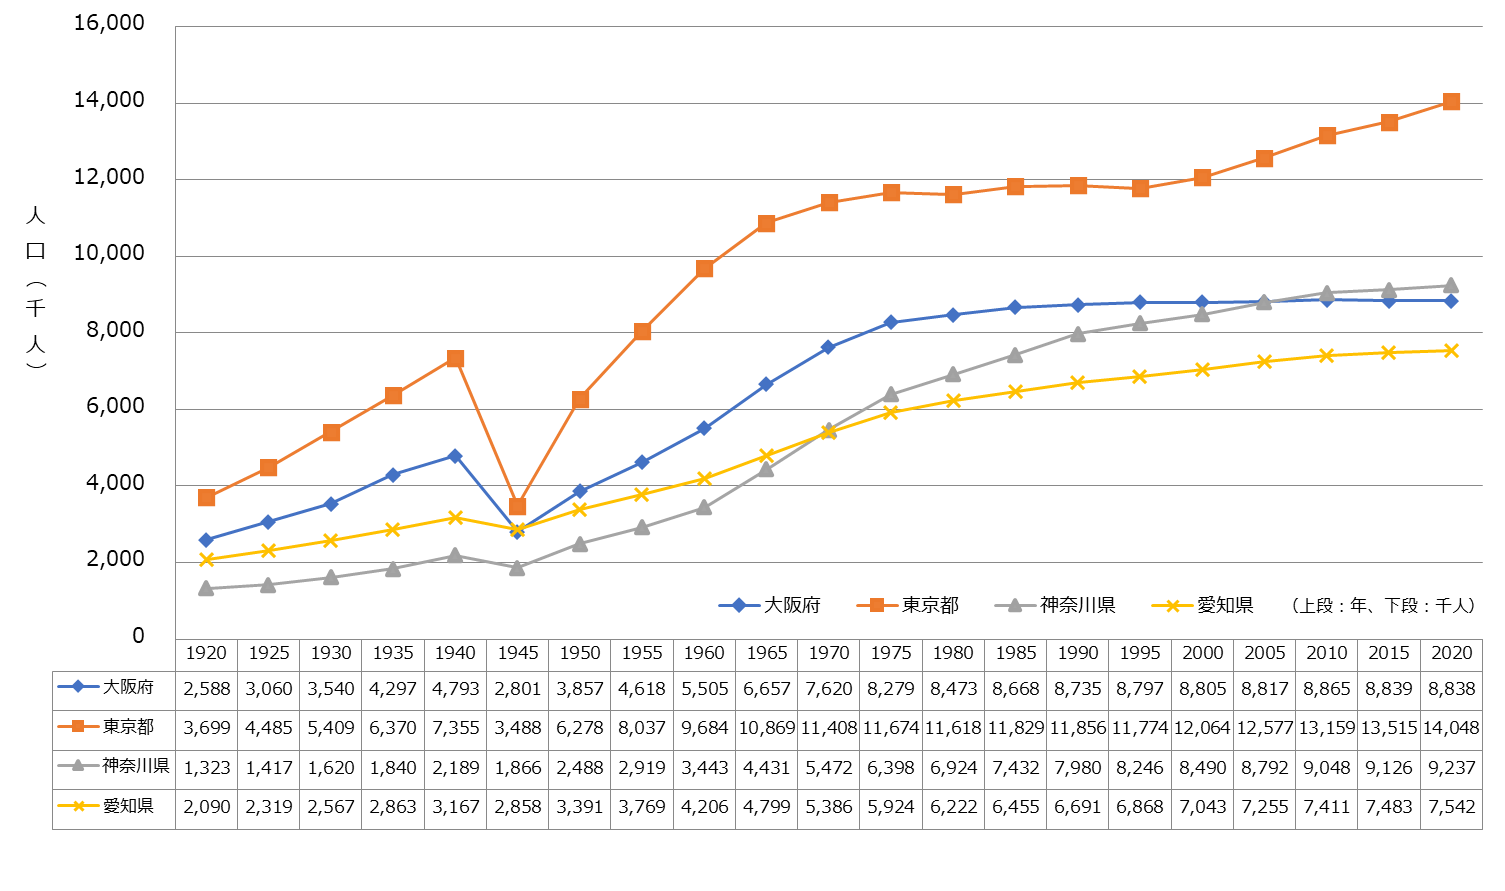 16,000
14,000
12,000
10,000
8,000
6,000
4,000
2,000
0
人口（千人）
大阪府 東京都 神奈川県 愛知県 （上段：年、下段：千人）
1920 1925 1930 1935 1940 1945 1950 1955 1960 1965 1970 1975 1980 1985 1990 1995 2000 2005 2010 2015 2020
大阪府 2,588 3,060 3,540 4,297 4,793 2,801 3,857 4,618 5,505 6,657 7,620 8,279 8,473 8,668 8,735 8,797 8,805 8,817 8,865 8,839 8,838
東京都 3,699 4,485 5,409 6,370 7,355 3,488 6,278 8,037 9,684 10,869 11,408 11,674 11,618 11,829 11,856 11,774 12,064 12,577 13,159 13,515 14,048
神奈川県 1,323 1,417 1,620 1,840 2,189 1,866 2,488 2,919 3,443 4,431 5,472 6,398 6,924 7,432 7,980 8,246 8,490 8,792 9,048 9,126 9,237
愛知県 2,090 2,319 2,567 2,863 3,167 2,858 3,391 3,769 4,206 4,799 5,386 5,924 6,222 6,455 6,691 6,868 7,043 7,255 7,411 7,483 7,542